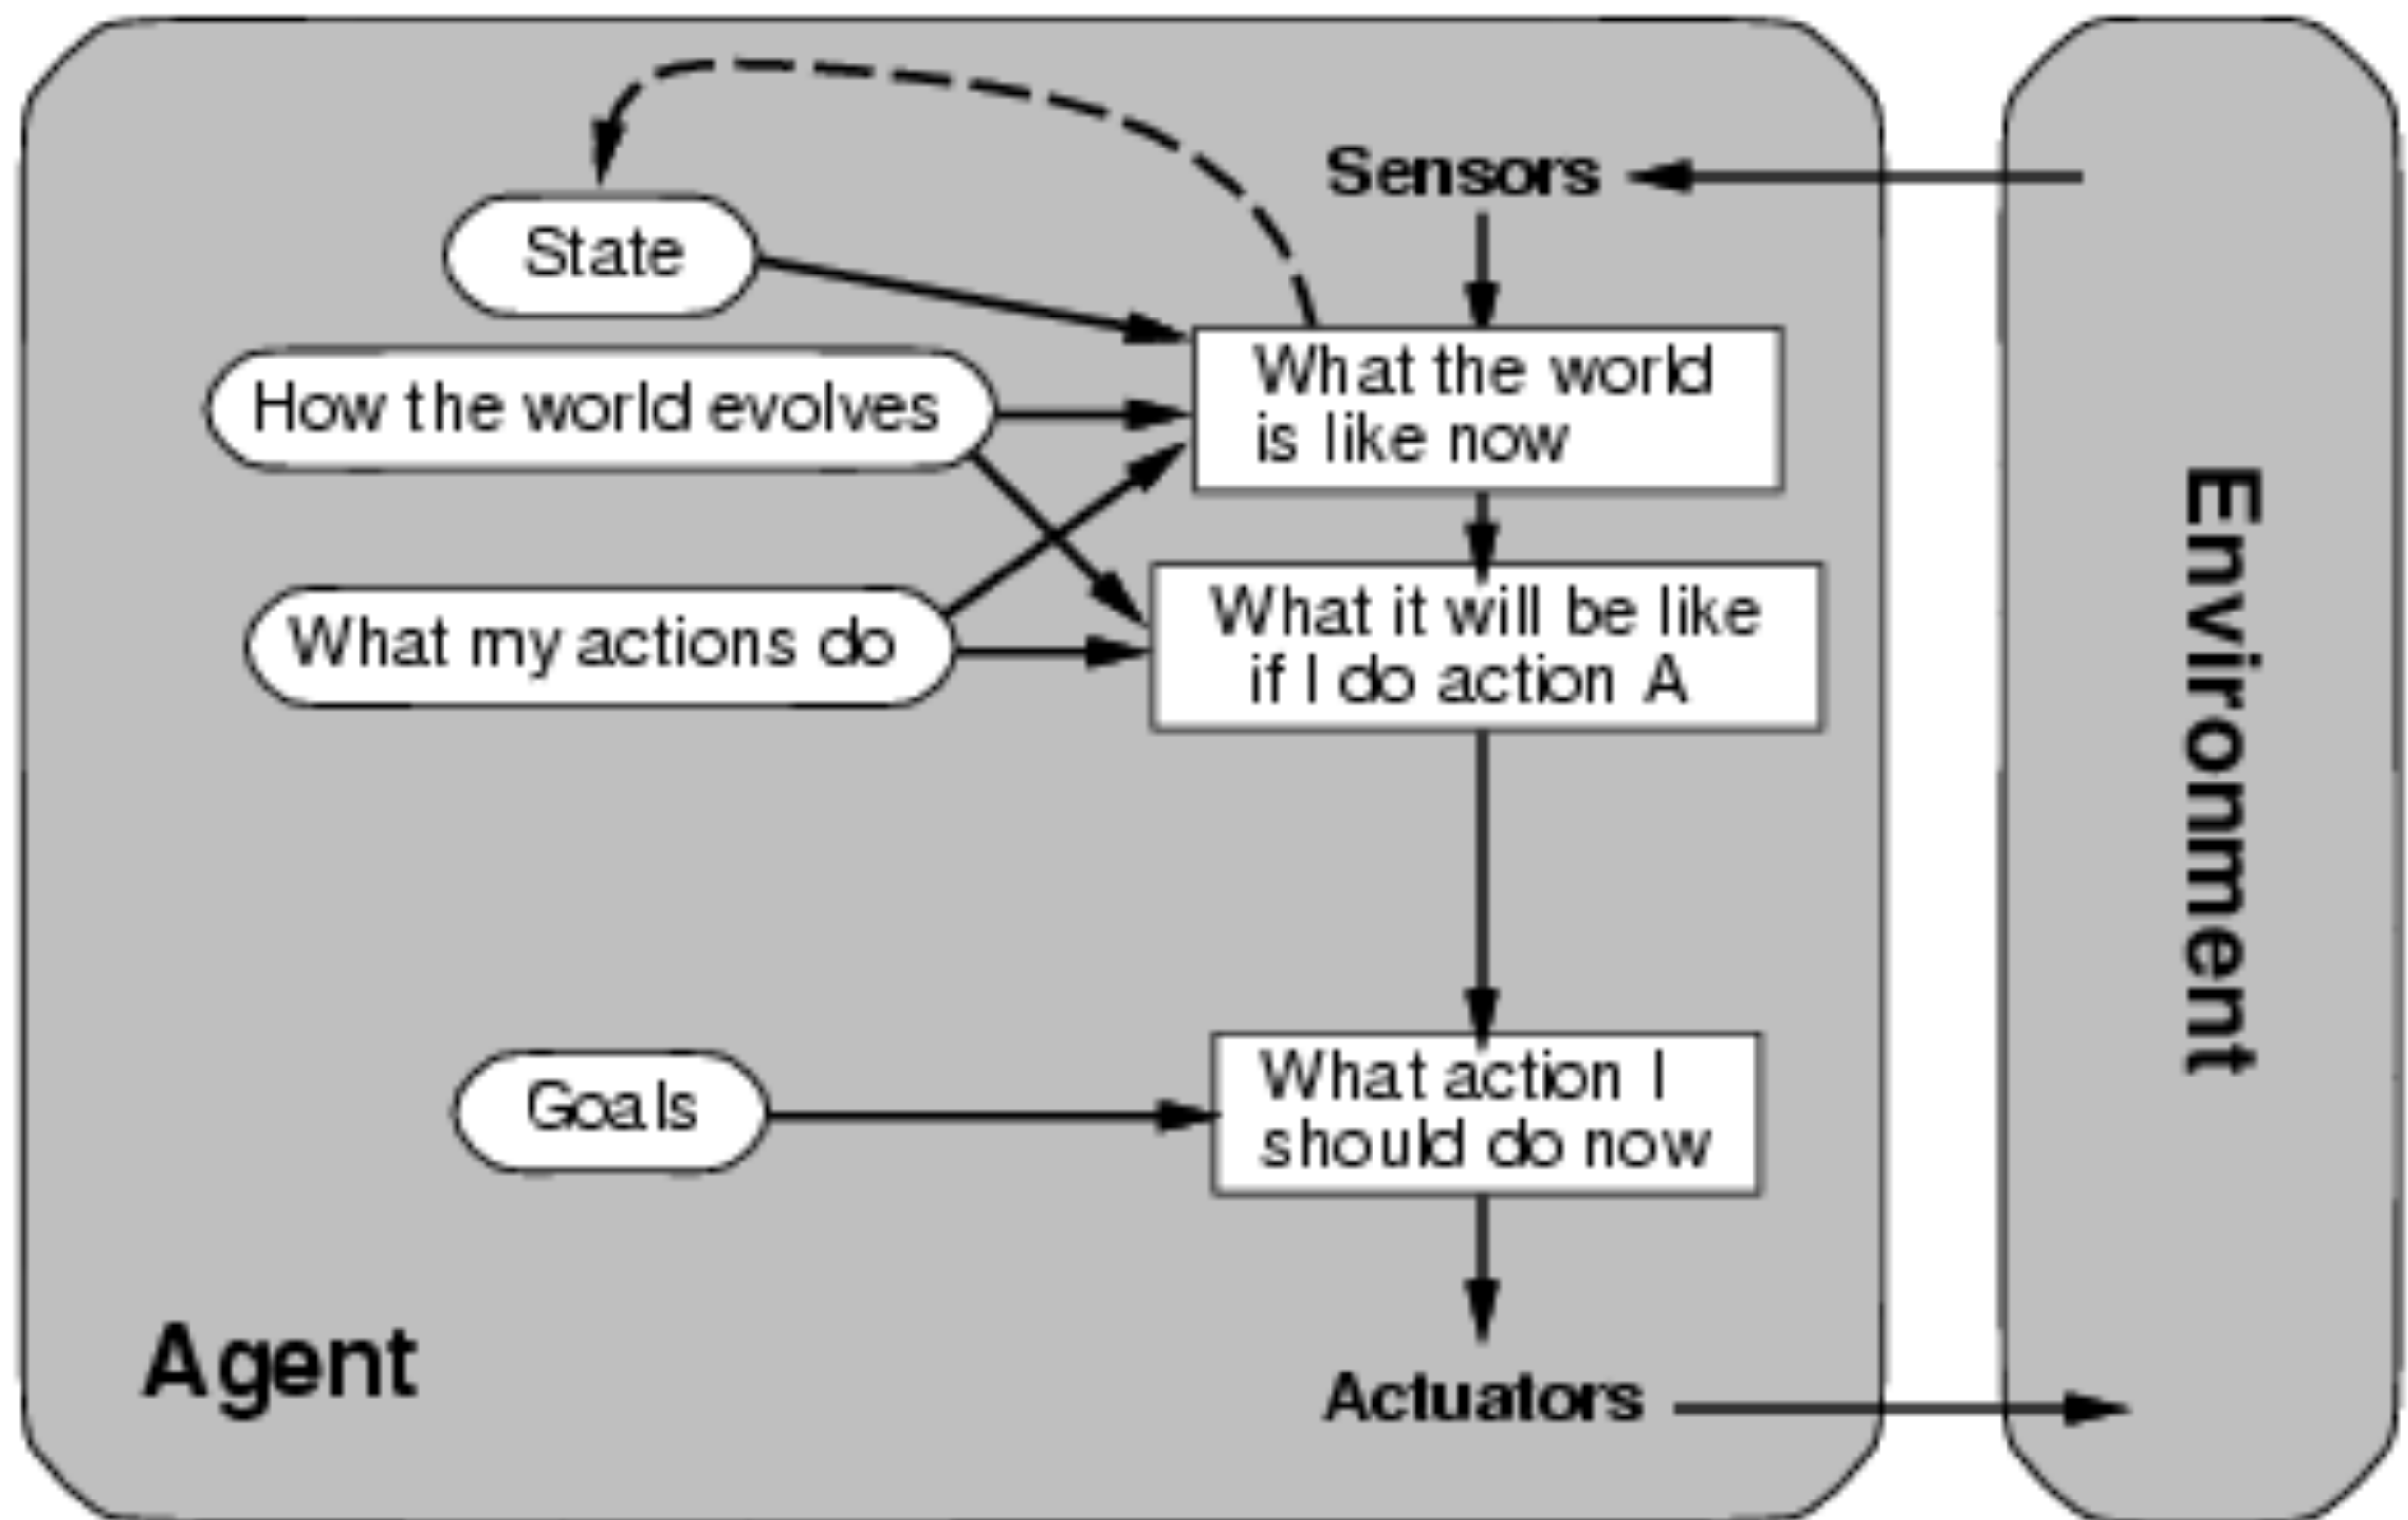 Sensors
State
What the world
is like now
How the world evolves
What it will be like
if I do action A
What my actions do
Environment
What action I
should do now
Goals
Agent
Actuators